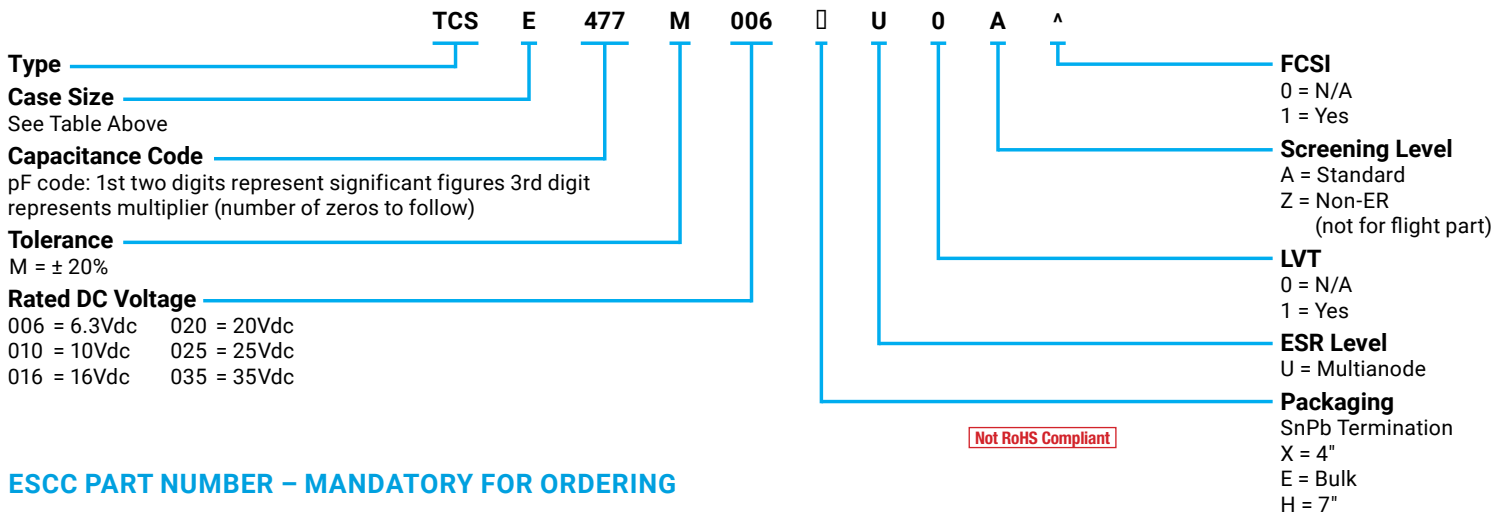 TCS E 477 M 006 ▯ U 0 A ^
Type
Case Size
See Table Above
Capacitance Code
pF code: 1st two digits represent significant figures 3rd digit
represents multiplier (number of zeros to follow)
Tolerance
M = ± 20%
Rated DC Voltage
006 = 6.3Vdc 020 = 20Vdc
010 = 10Vdc 025 = 25Vdc
016 = 16Vdc 035 = 35Vdc
FCSI
0 = N/A
1 = Yes
Screening Level
A = Standard
Z = Non-ER
(not for flight part)
LVT
0 = N/A
1 = Yes
ESR Level
U = Multianode
Packaging
SnPb Termination
X = 4"
E = Bulk
H = 7"
Not RoHS Compliant
ESCC PART NUMBER – MANDATORY FOR ORDERING